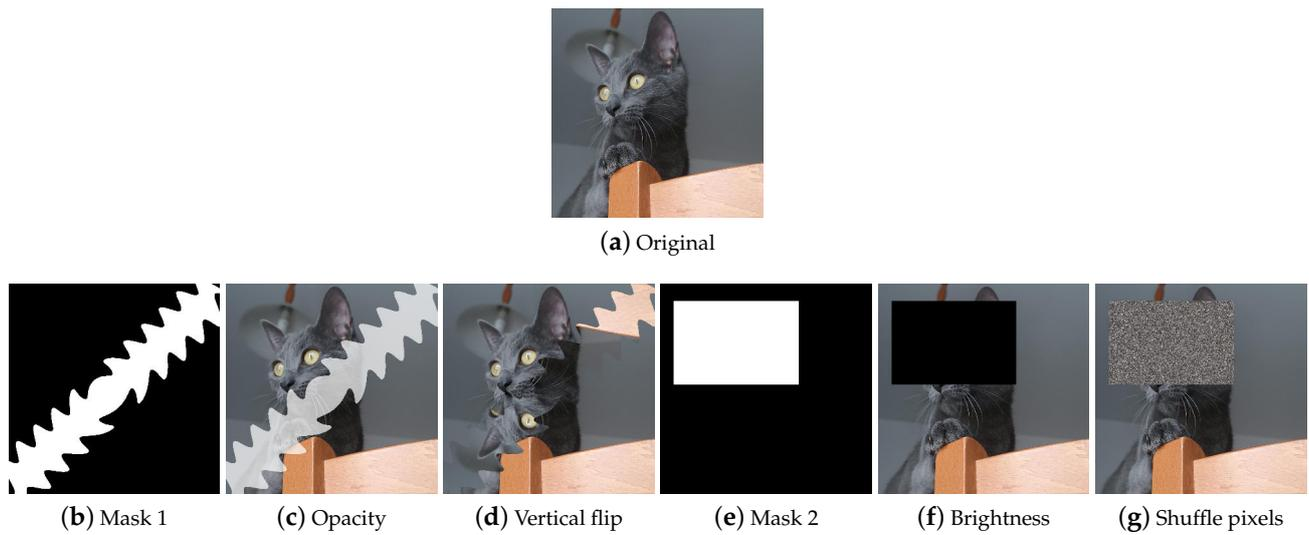 (a) Original
(b) Mask 1
(c) Opacity
(d) Vertical flip
(e) Mask 2
(f) Brightness
(g) Shuffle pixels